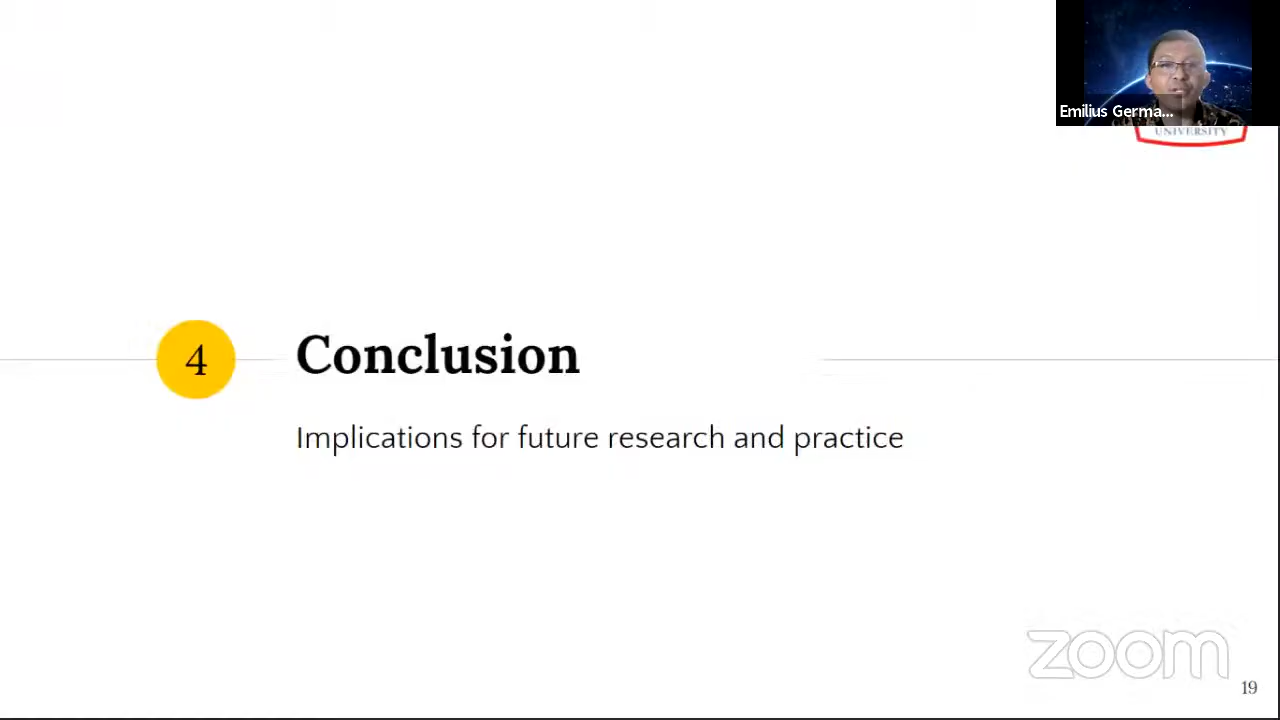 Emilius Germa...
UNIVERSITY
4
Conclusion
Implications for future research and practice
zoom
19